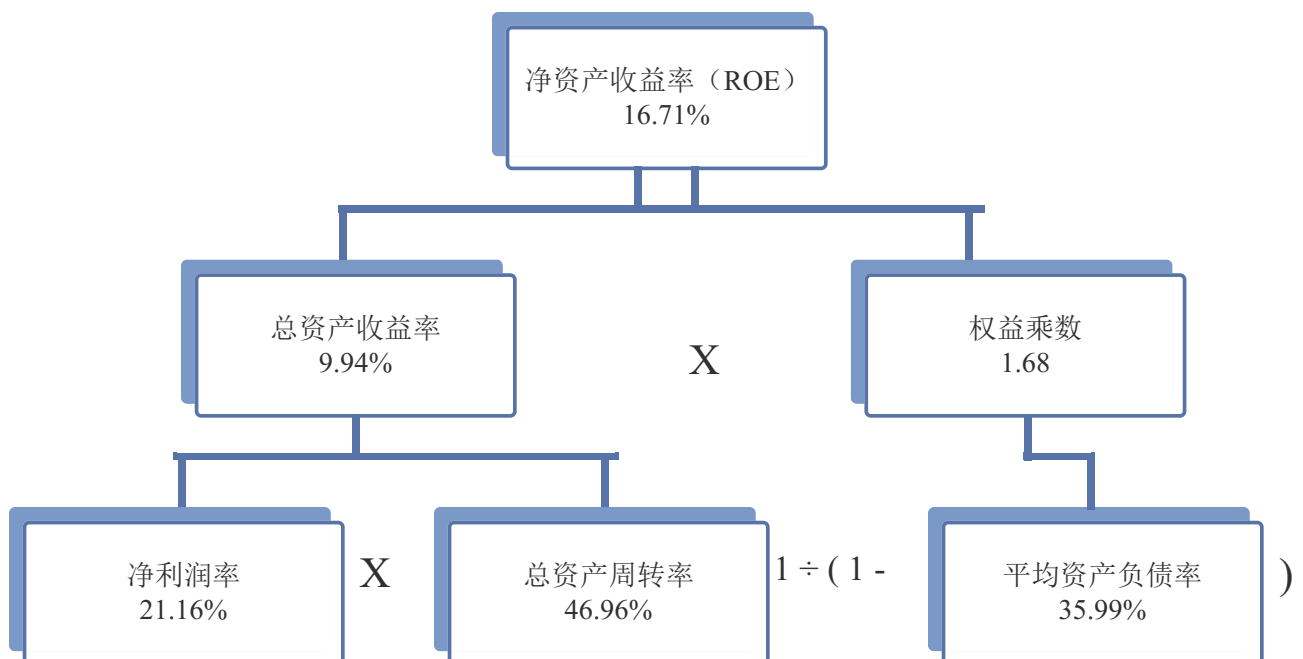 净资产收益率（ROE）
16.71%
总资产收益率
9.94%
X
权益乘数
1.68
净利润率
21.16%
X
总资产周转率
46.96%
1 ÷ ( 1 -
平均资产负债率
35.99%
)